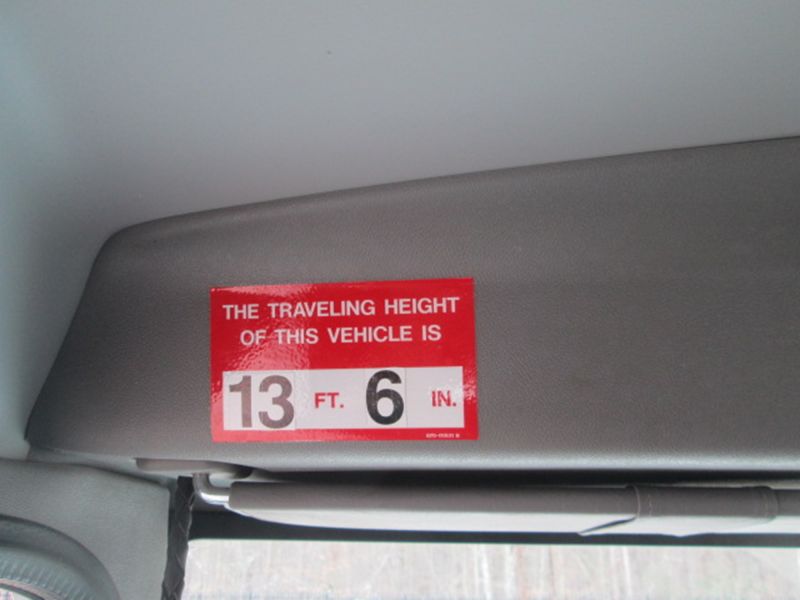 THE TRAVELING HEIGHT
OF THIS VEHICLE IS
13 FT. 6 IN.